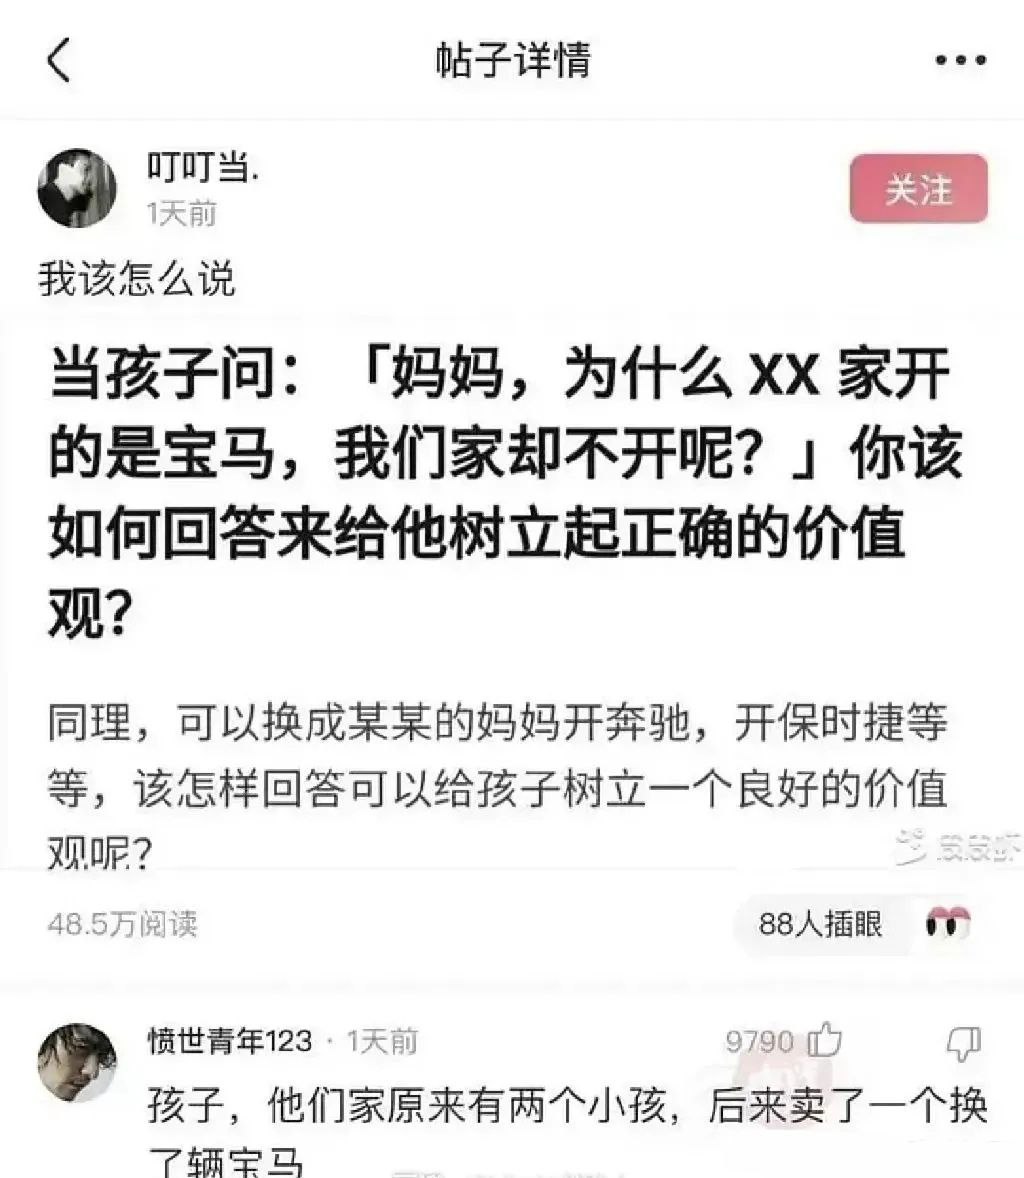 帖子详情
叮叮当.
1天前
关注
我该怎么说
当孩子问：「妈妈，为什么 XX 家开
的是宝马，我们家却不开呢？」你该
如何回答来给他树立起正确的价值
观？
同理，可以换成某某的妈妈开奔驰，开保时捷等
等，该怎样回答可以给孩子树立一个良好的价值
观呢？
皮皮虾
48.5万阅读
88人插眼
愤世青年123 · 1天前
9790
孩子，他们家原来有两个小孩，后来卖了一个换
了辆宝马